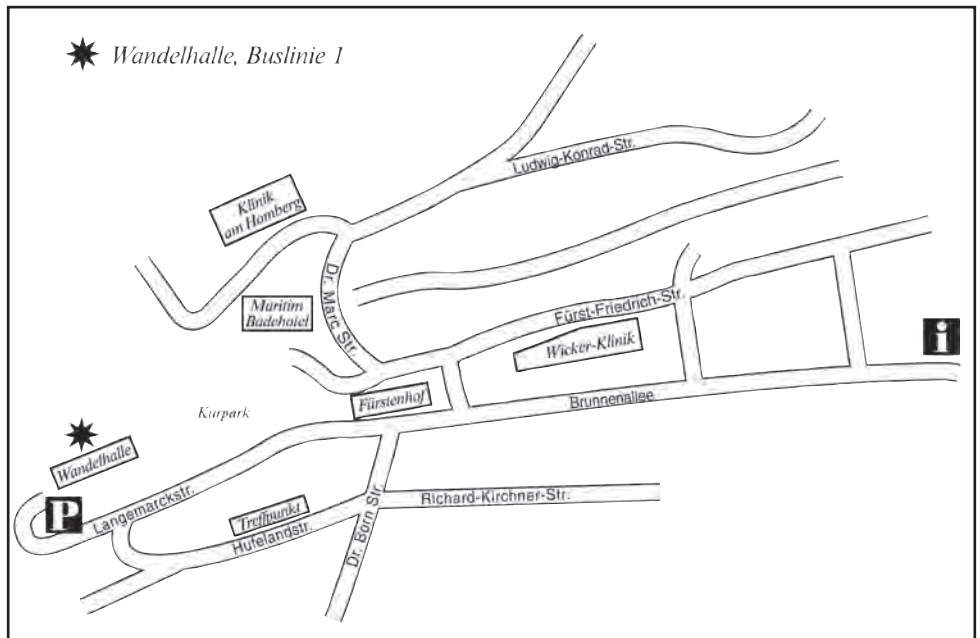 Wandelhalle, Buslinie 1
Ludwig-Konrad-Str.
Klinik
am Homberg
Dr. Marc Str.
Maritim
Badehotel
Fürst-Friedrich-Str.
Wicker-Klinik
i
Fürstenhof
Brunnenallee
Kurpark
Wandelhalle
P
Langemarckstr.
Treffpunkt
Hufelandstr.
Dr. Born Str.
Richard-Kirchner-Str.